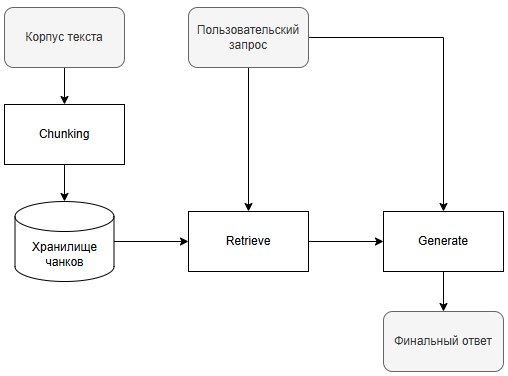 Корпус текста
Пользовательский
запрос
Chunking
Хранилище
чанков
Retrieve
Generate
Финальный ответ